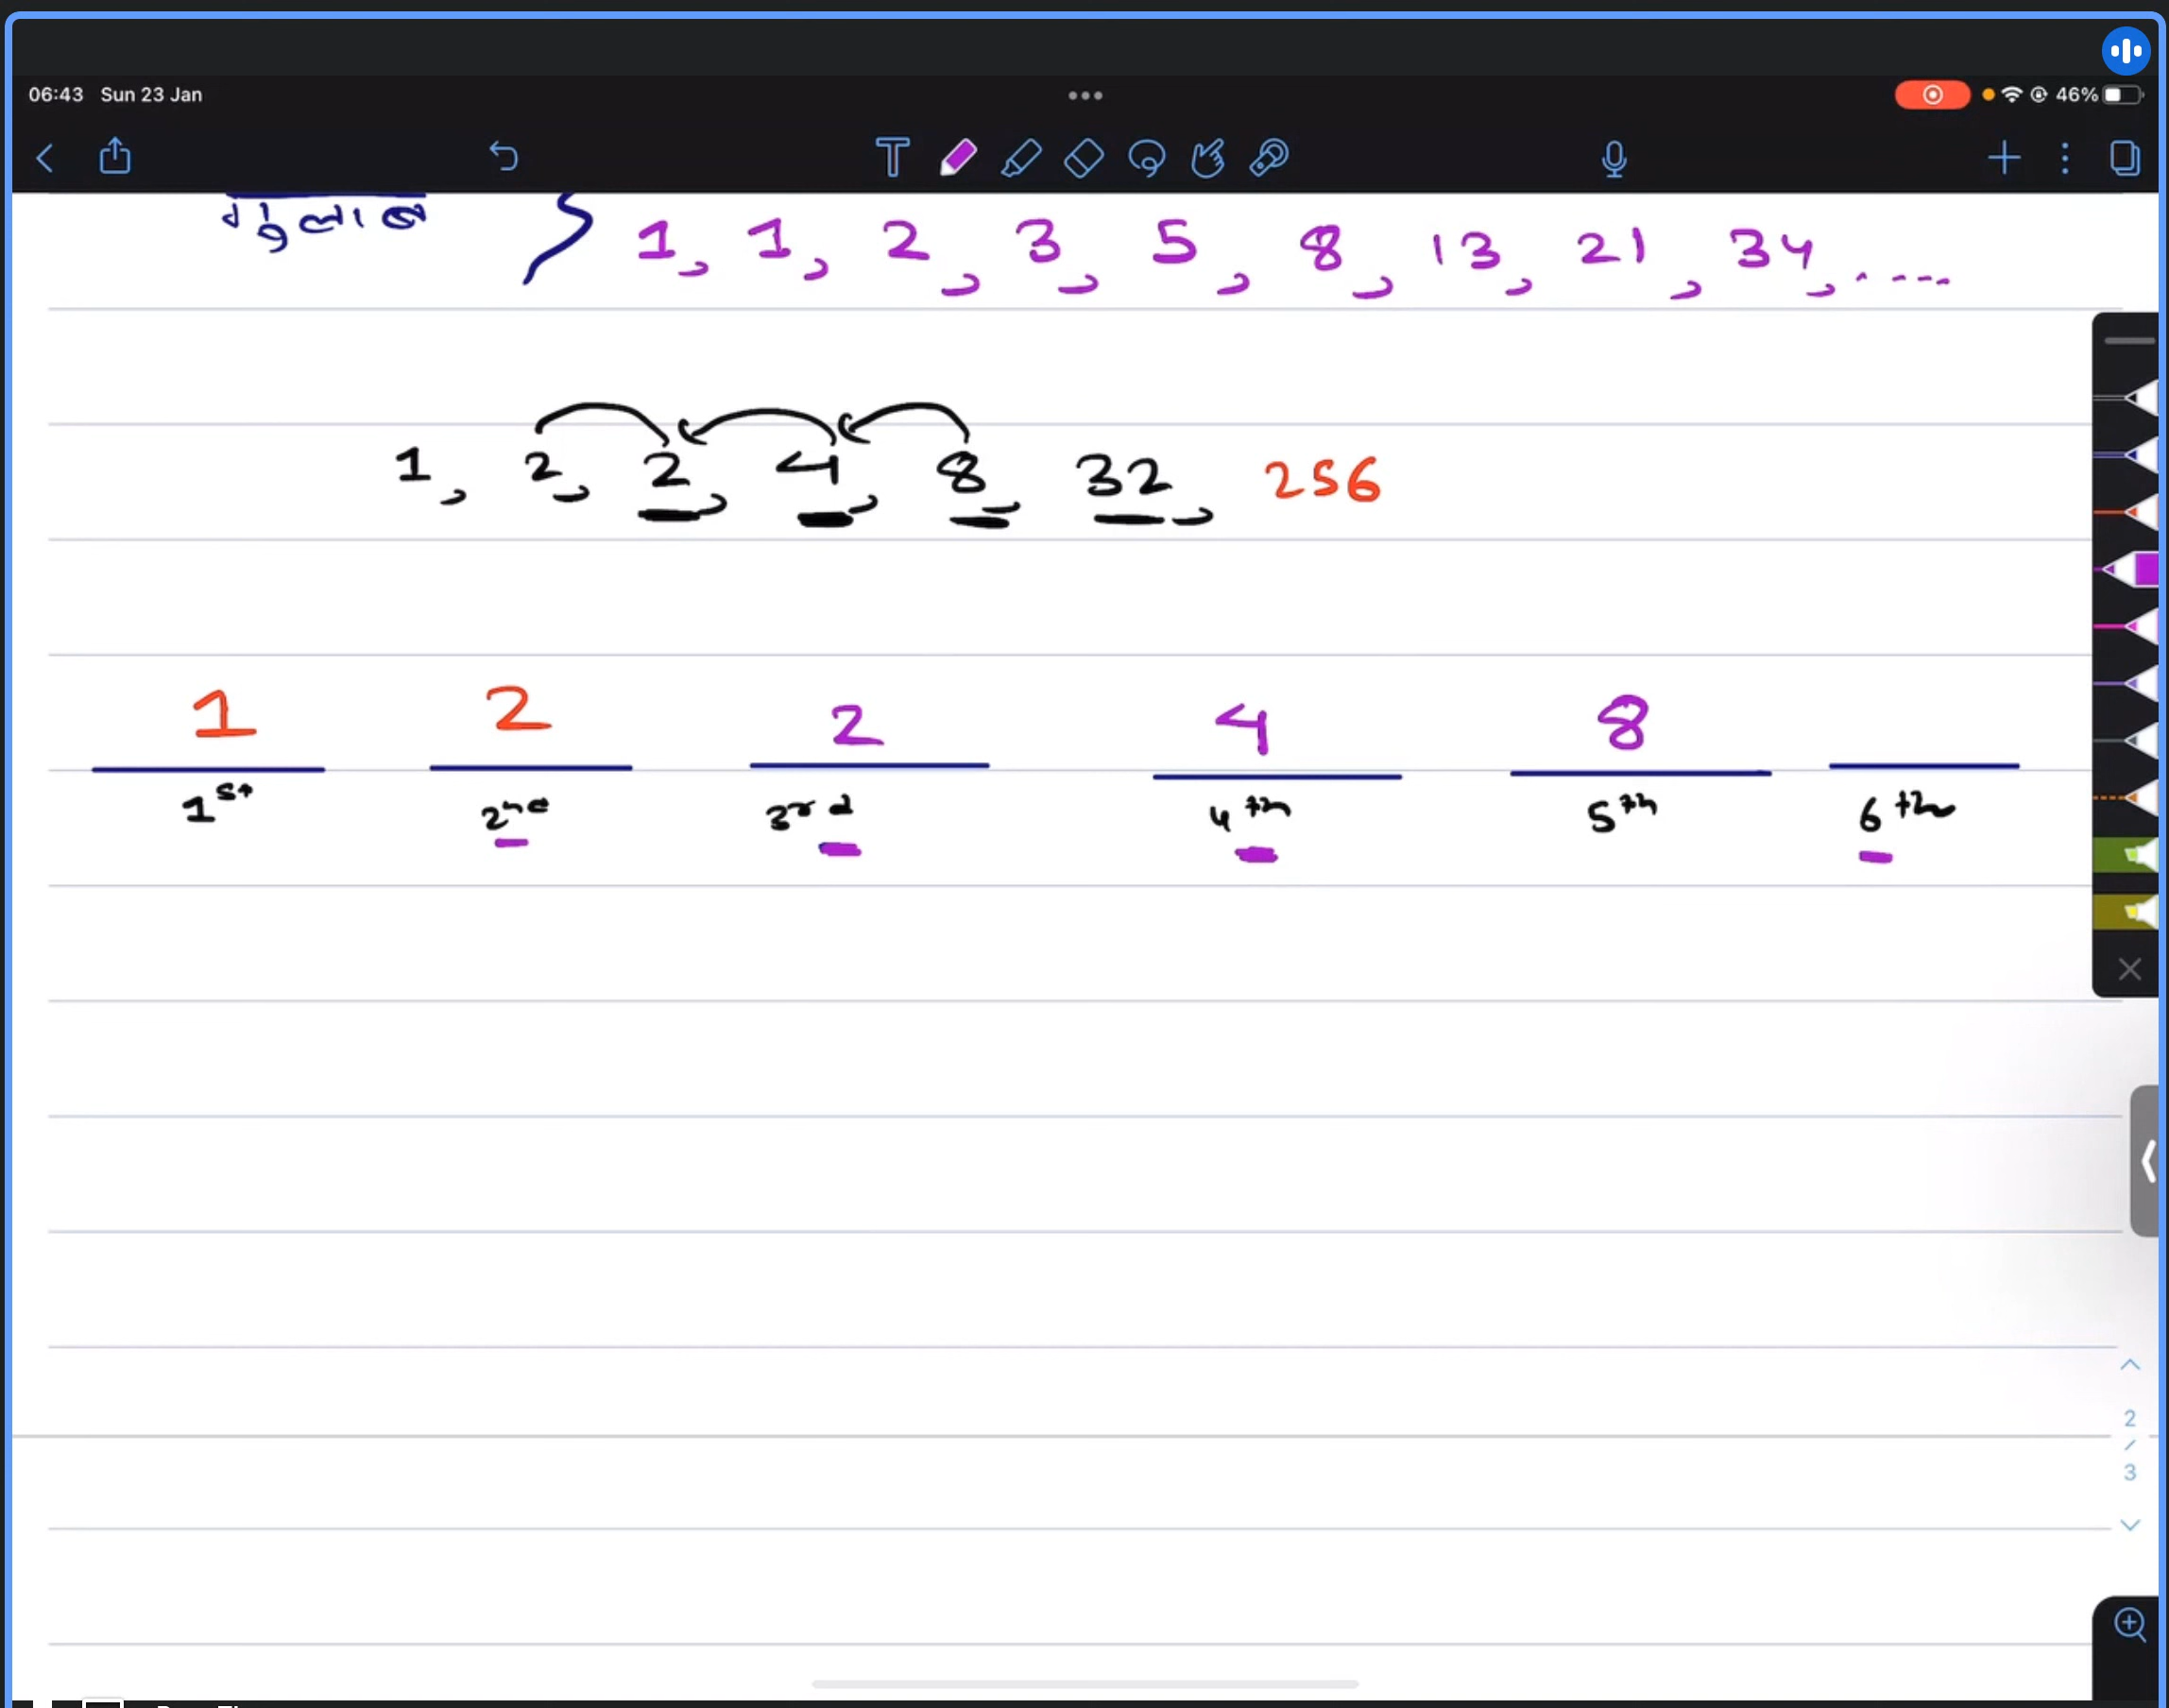 06:43 Sun 23 Jan
46%
1, 1, 2, 3, 5, 8, 13, 21, 34, ....
1, 2, 2, 4, 8, 32, 256
1 2 2 4 8
1st 2nd 3rd 4th 5th 6th
2
/
3